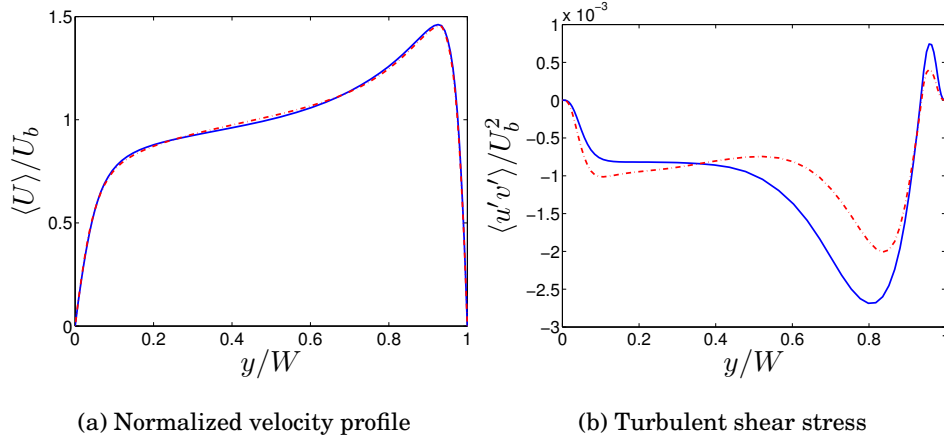 1.5
1
0.5
0
0 0.2 0.4 0.6 0.8 1
⟨U⟩/U_b
y/W
(a) Normalized velocity profile
1 x 10^−3
0.5
0
−0.5
−1
−1.5
−2
−2.5
−3
0 0.2 0.4 0.6 0.8 1
⟨u′v′⟩/U_b^2
y/W
(b) Turbulent shear stress